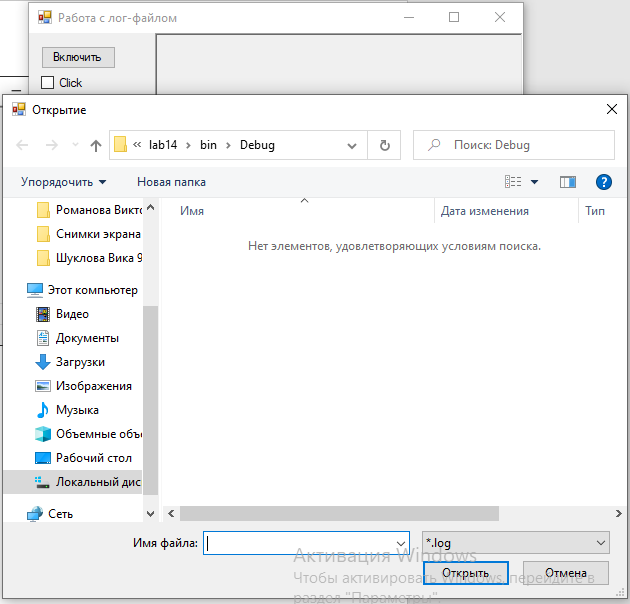 Работа с лог-файлом
Включить
Click
Открытие
« lab14 › bin › Debug
Поиск: Debug
Упорядочить
Новая папка
Имя
Дата изменения
Тип
Нет элементов, удовлетворяющих условиям поиска.
Романова Викто
Снимки экрана
Шуклова Вика 9
Этот компьютер
Видео
Документы
Загрузки
Изображения
Музыка
Объемные объе
Рабочий стол
Локальный дис
Сеть
Имя файла:
*.log
Открыть
Отмена
Активация Windows
Чтобы активировать Windows, перейдите в
раздел "Параметры".